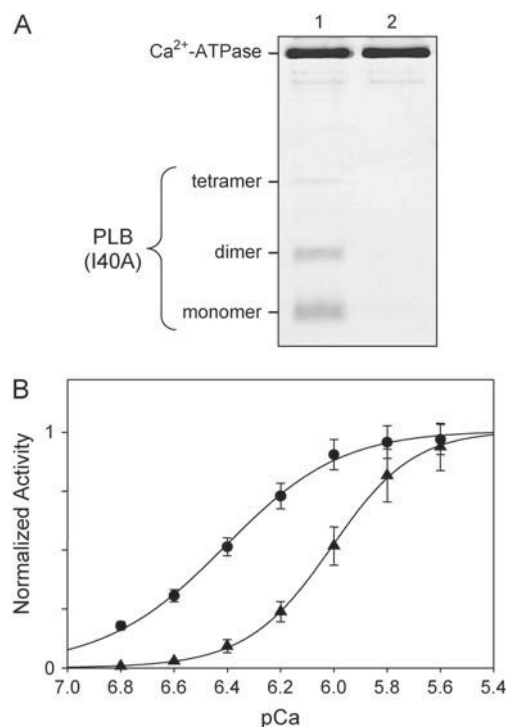 A
1 2
Ca²⁺-ATPase
tetramer
PLB
(I40A)
dimer
monomer
B
Normalized Activity
1
0
7.0 6.8 6.6 6.4 6.2 6.0 5.8 5.6 5.4
pCa